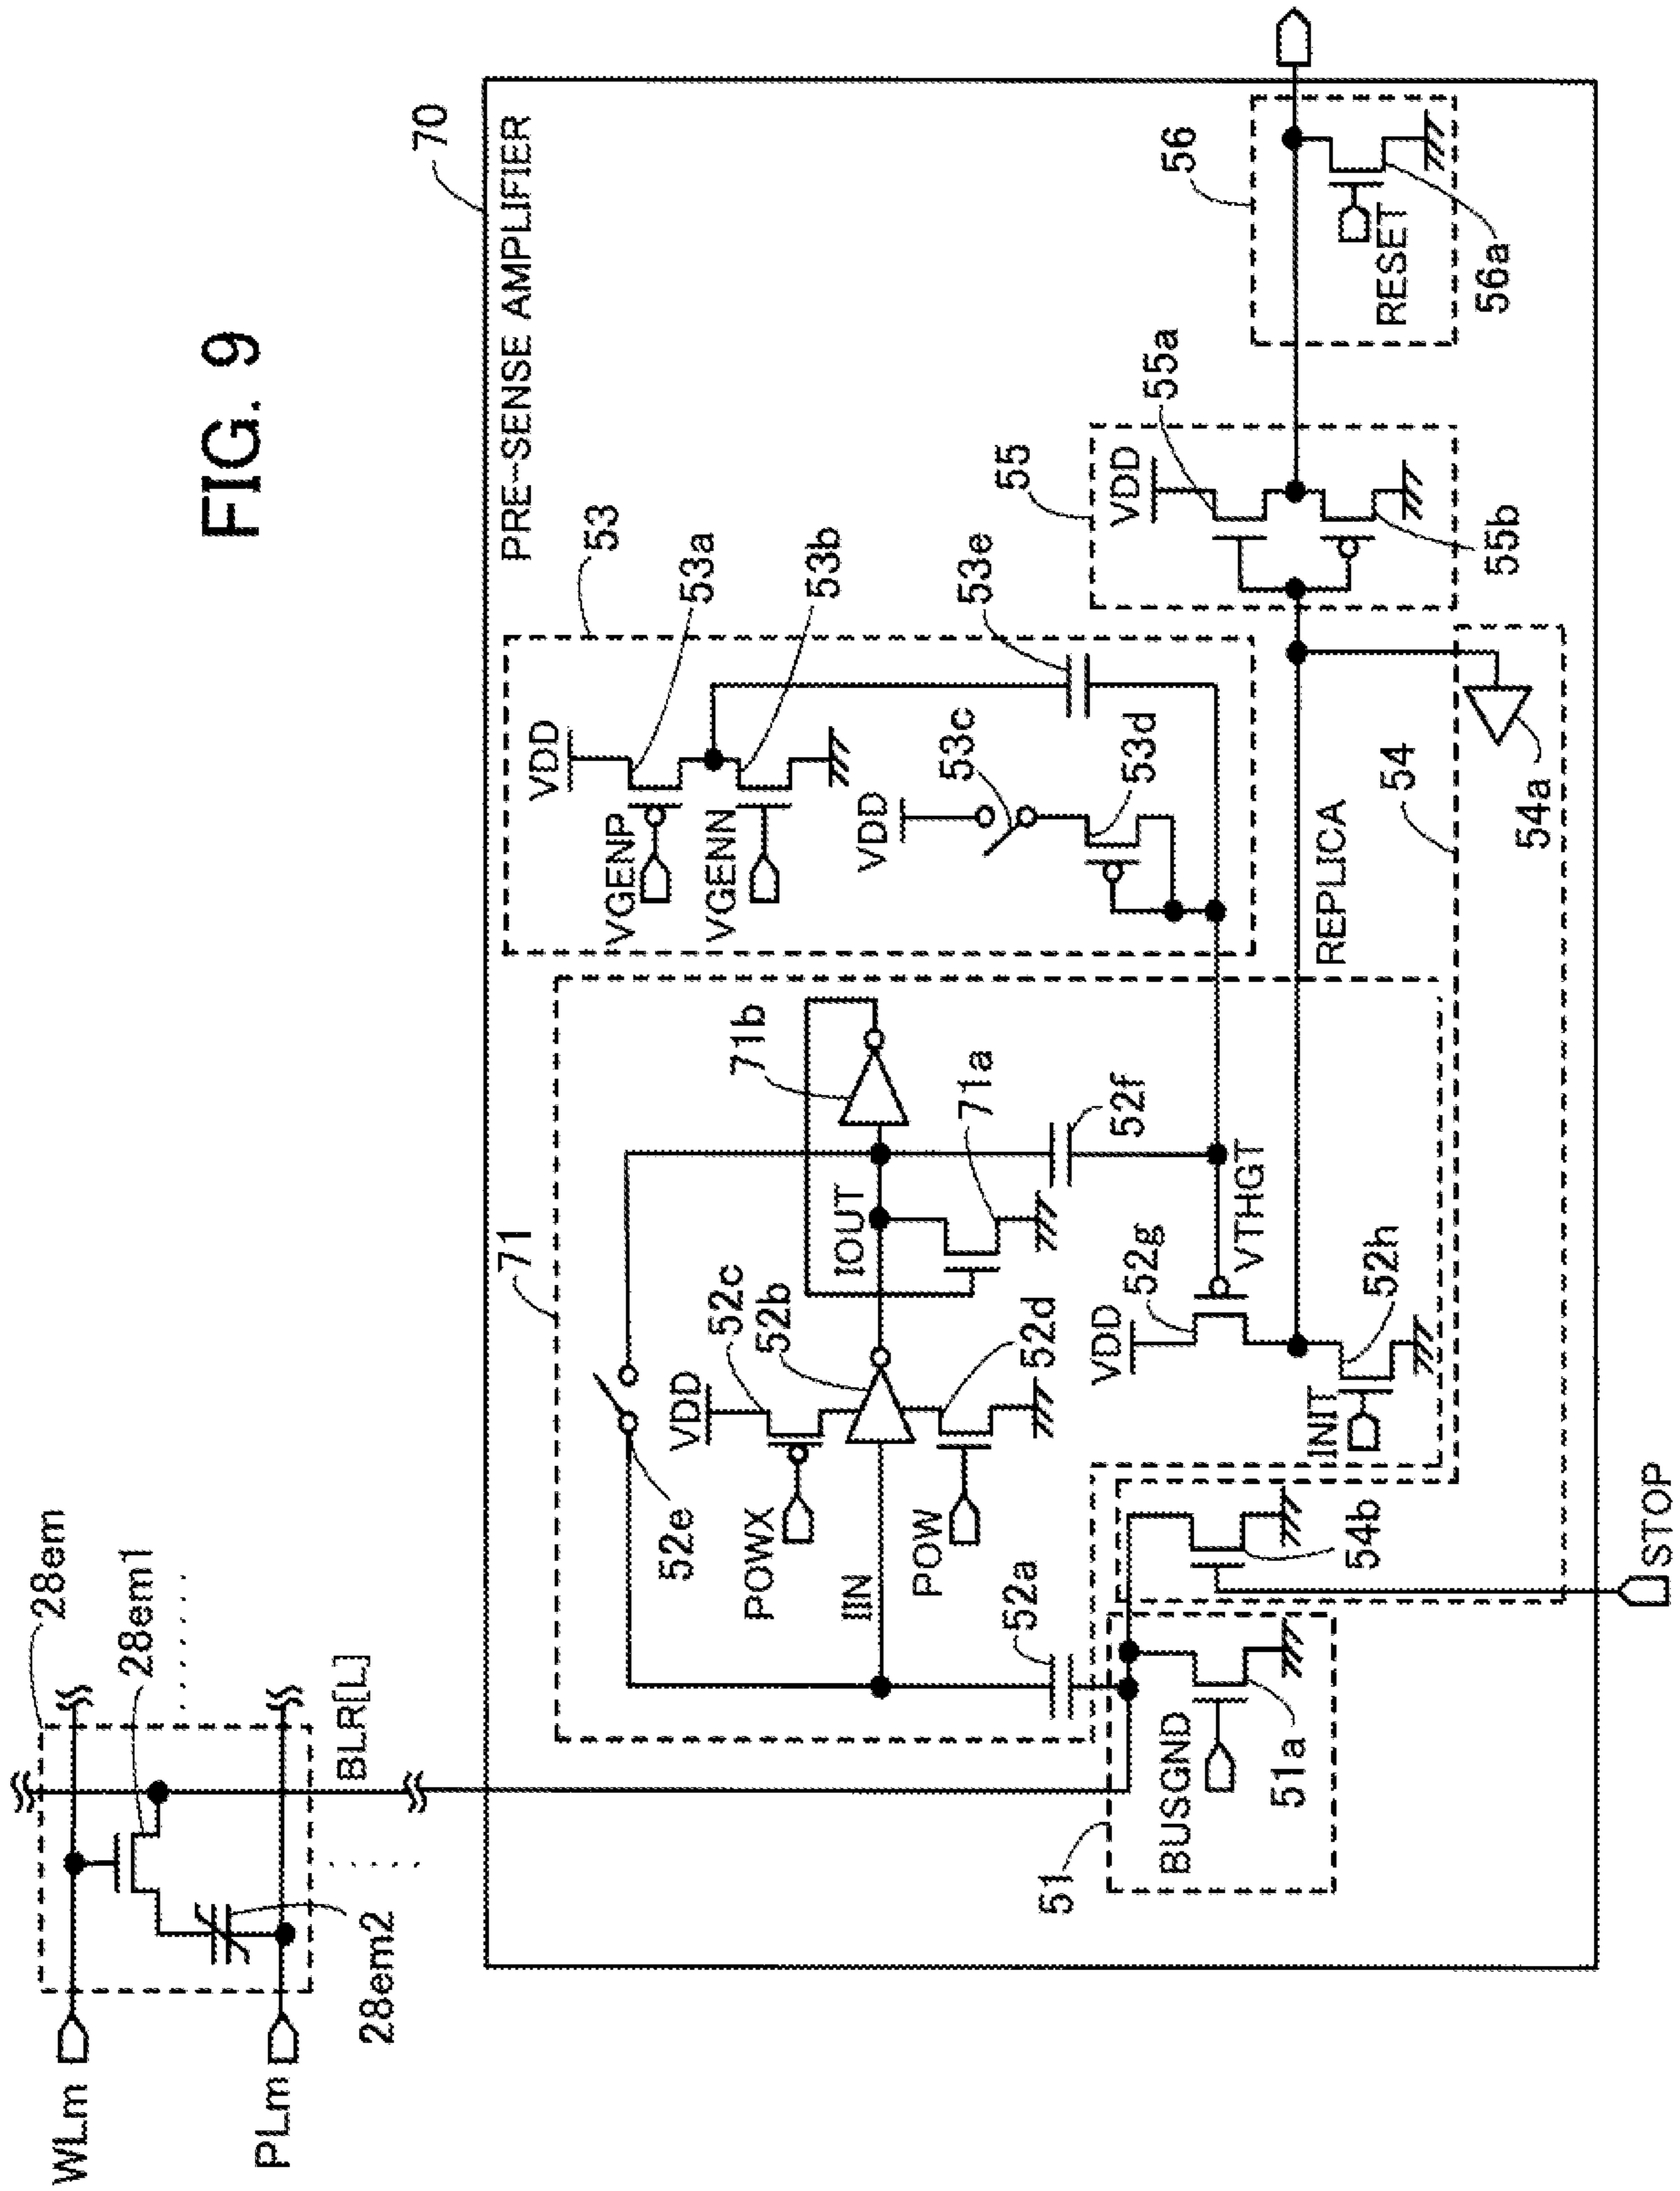 FIG. 9
70
PRE-SENSE AMPLIFIER
WLm
PLm
28em
28em1
28em2
BLR[L]
71
52e
VDD
52c
52b
POWX
POW
52d
IIN
IOUT
71b
71a
52a
52f
VDD
52g
VTHGT
INIT
52h
53
VDD
53a
VGENP
VGENN
53b
VDD
53c
53d
53e
REPLICA
54
54a
54b
STOP
51
BUSGND
51a
55
VDD
55a
55b
56
RESET
56a